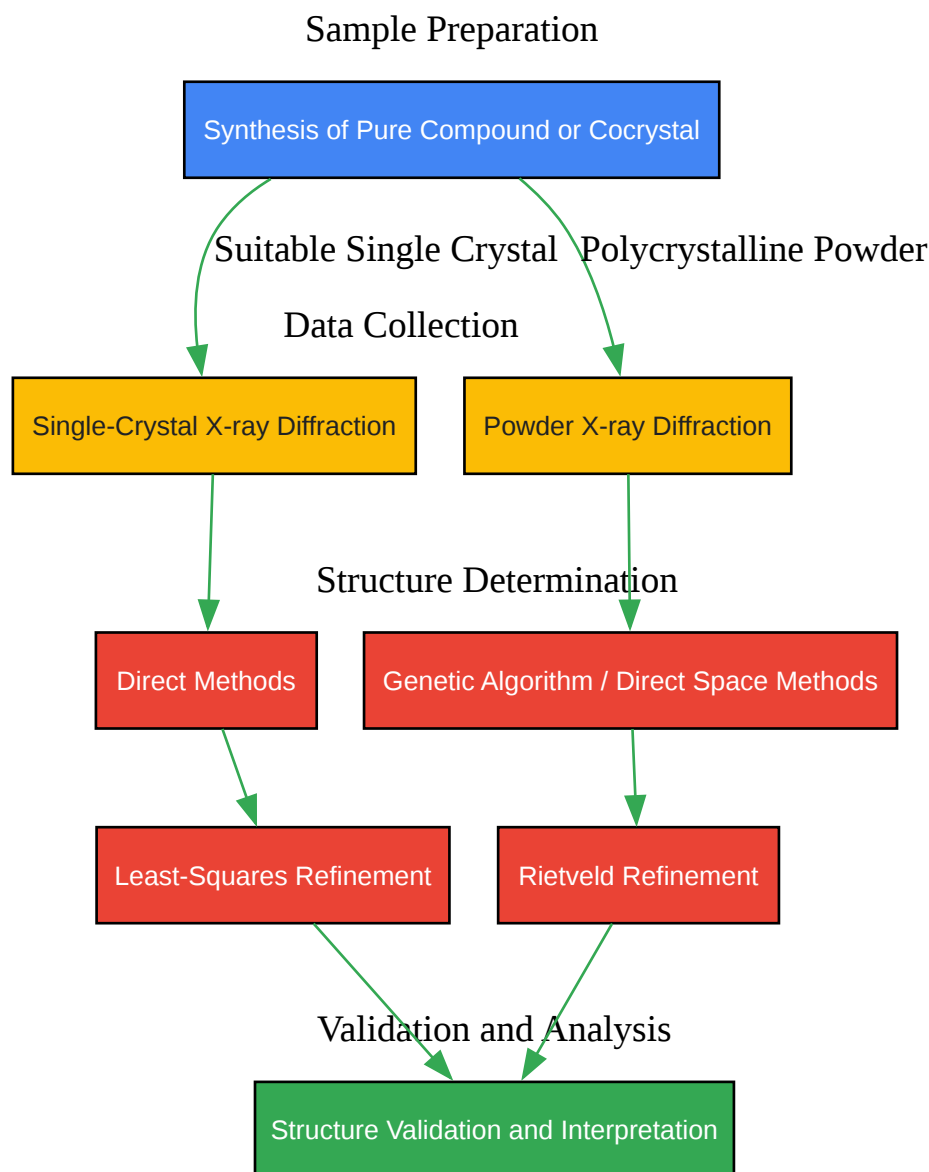 Sample Preparation
Synthesis of Pure Compound or Cocrystal
Suitable Single Crystal
Polycrystalline Powder
Data Collection
Single-Crystal X-ray Diffraction
Powder X-ray Diffraction
Structure Determination
Direct Methods
Genetic Algorithm / Direct Space Methods
Least-Squares Refinement
Rietveld Refinement
Validation and Analysis
Structure Validation and Interpretation